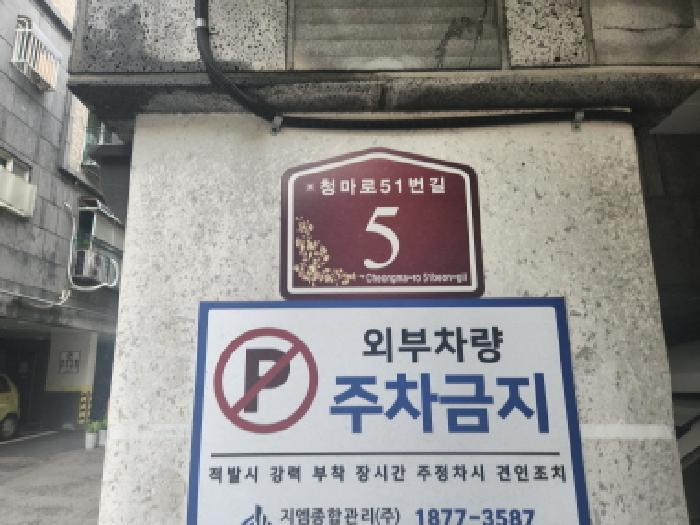 청마로51번길
5
Cheongma-ro 51beon-gil
P
외부차량
주차금지
적발시 강력 부착 장시간 주정차시 견인조치
지엠종합관리(주) 1877-3587